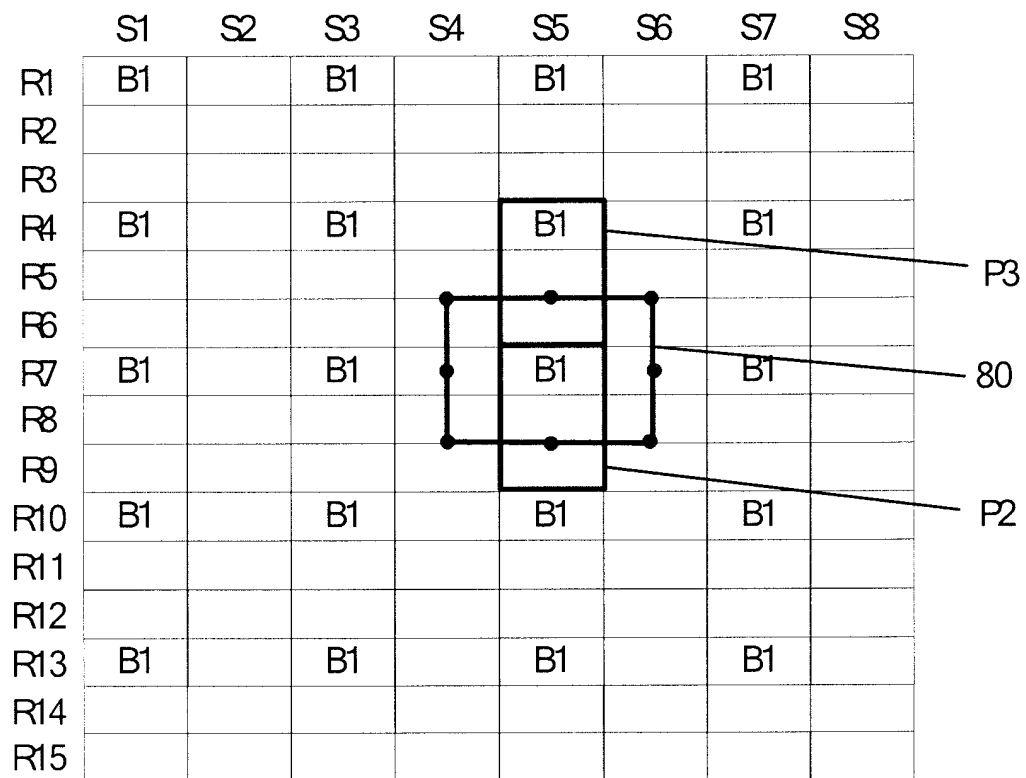 S1 S2 S3 S4 S5 S6 S7 S8
R1 B1 B1 B1 B1
R2
R3
R4 B1 B1 B1 B1
R5
P3
R6
R7 B1 B1 B1 B1
80
R8
R9
R10 B1 B1 B1 B1
P2
R11
R12
R13 B1 B1 B1 B1
R14
R15